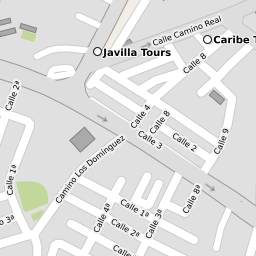 Calle Camino Real
Caribe T
Javilla Tours
Calle 8
Calle 2ª
Calle 4
Calle 8
Calle 3
Calle 2
Calle 9
Camino Los Dominguez
Calle 1ª
Calle 8ª
Calle 1ª
Calle 4ª
Calle 2ª
Calle 3ª
o 3ª